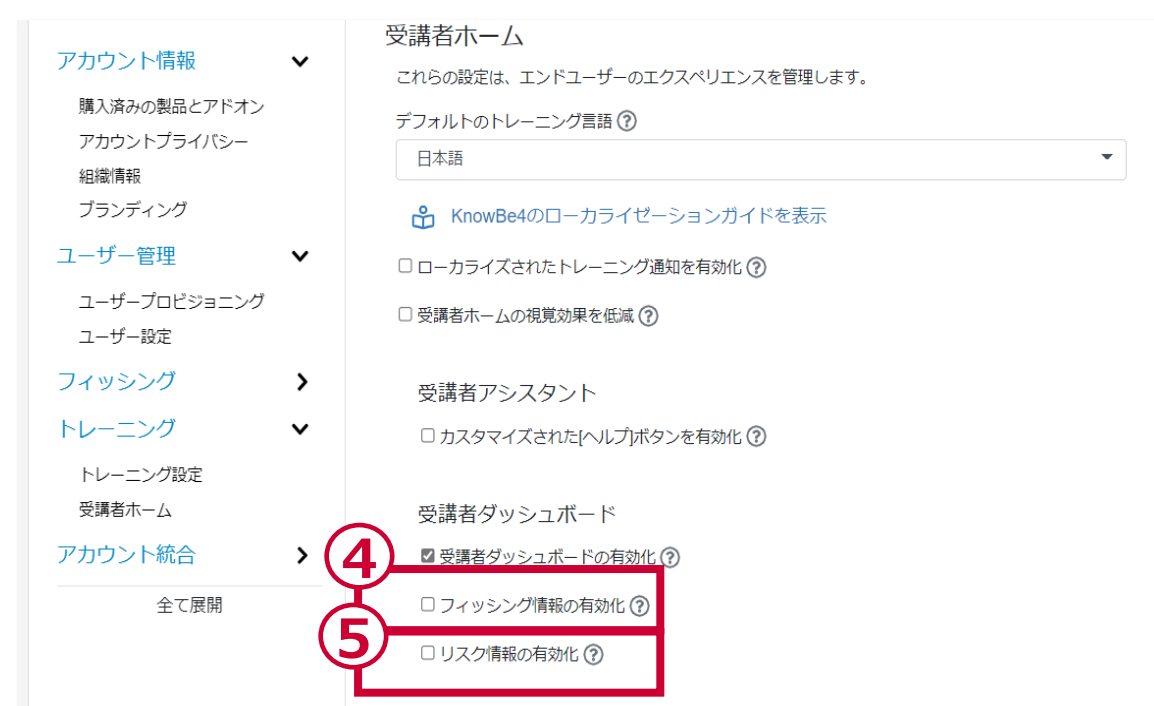 アカウント情報
購入済みの製品とアドオン
アカウントプライバシー
組織情報
ブランディング
ユーザー管理
ユーザープロビジョニング
ユーザー設定
フィッシング
トレーニング
トレーニング設定
受講者ホーム
アカウント統合
全て展開
受講者ホーム
これらの設定は、エンドユーザーのエクスペリエンスを管理します。
デフォルトのトレーニング言語 ?
日本語
KnowBe4のローカライゼーションガイドを表示
ローカライズされたトレーニング通知を有効化 ?
受講者ホームの視覚効果を低減 ?
受講者アシスタント
カスタマイズされた[ヘルプ]ボタンを有効化 ?
受講者ダッシュボード
受講者ダッシュボードの有効化 ?
④
フィッシング情報の有効化 ?
⑤
リスク情報の有効化 ?